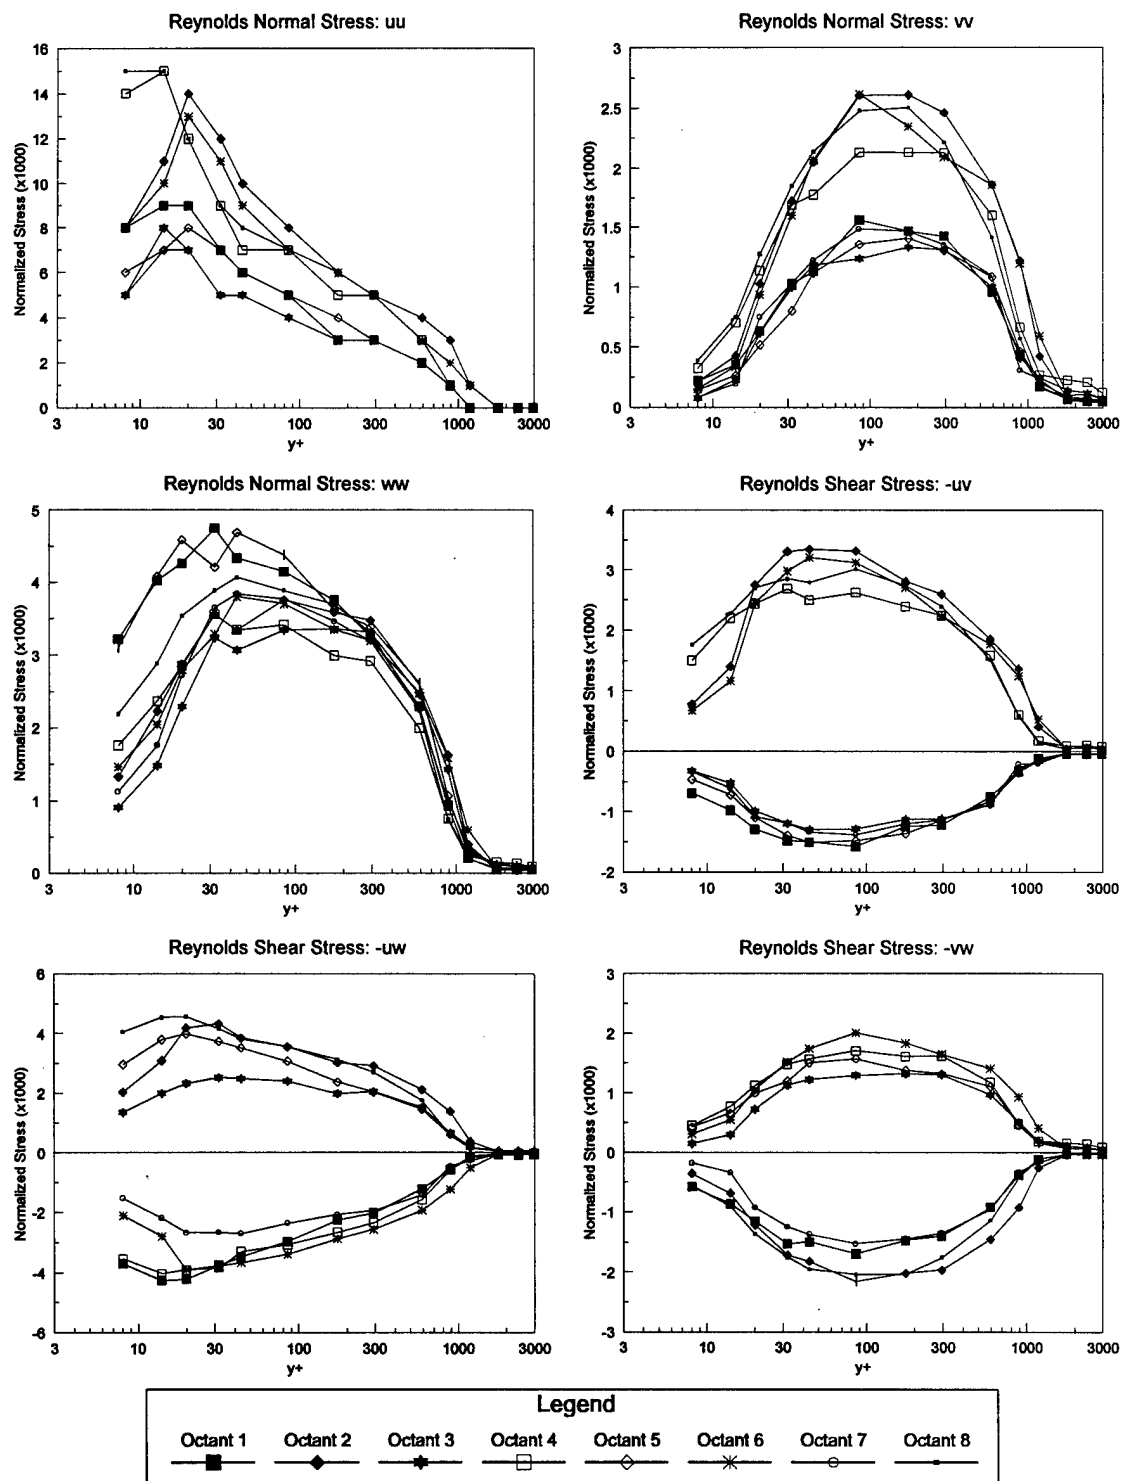 Reynolds Normal Stress: uu
Normalized Stress (x1000)
16
14
12
10
8
6
4
2
0
3 10 30 100 300 1000 3000
y+
Reynolds Normal Stress: vv
Normalized Stress (x1000)
3
2.5
2
1.5
1
0.5
0
3 10 30 100 300 1000 3000
y+
Reynolds Normal Stress: ww
Normalized Stress (x1000)
5
4
3
2
1
0
3 10 30 100 300 1000 3000
y+
Reynolds Shear Stress: -uv
Normalized Stress (x1000)
4
3
2
1
0
-1
-2
3 10 30 100 300 1000 3000
y+
Reynolds Shear Stress: -uw
Normalized Stress (x1000)
6
4
2
0
-2
-4
-6
3 10 30 100 300 1000 3000
y+
Reynolds Shear Stress: -vw
Normalized Stress (x1000)
3
2
1
0
-1
-2
-3
3 10 30 100 300 1000 3000
y+
Legend
Octant 1 Octant 2 Octant 3 Octant 4 Octant 5 Octant 6 Octant 7 Octant 8